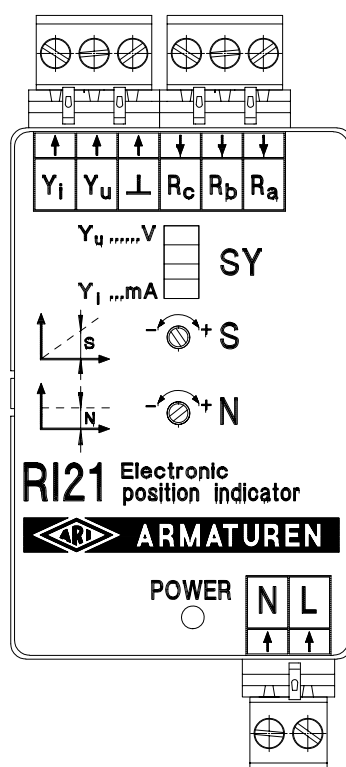 Yi Yu ⊥ Rc Rb Ra
Yu ......V
SY
YI ...mA
S
- + S
N
- + N
RI21 Electronic
position indicator
ARI ARMATUREN
POWER
N L